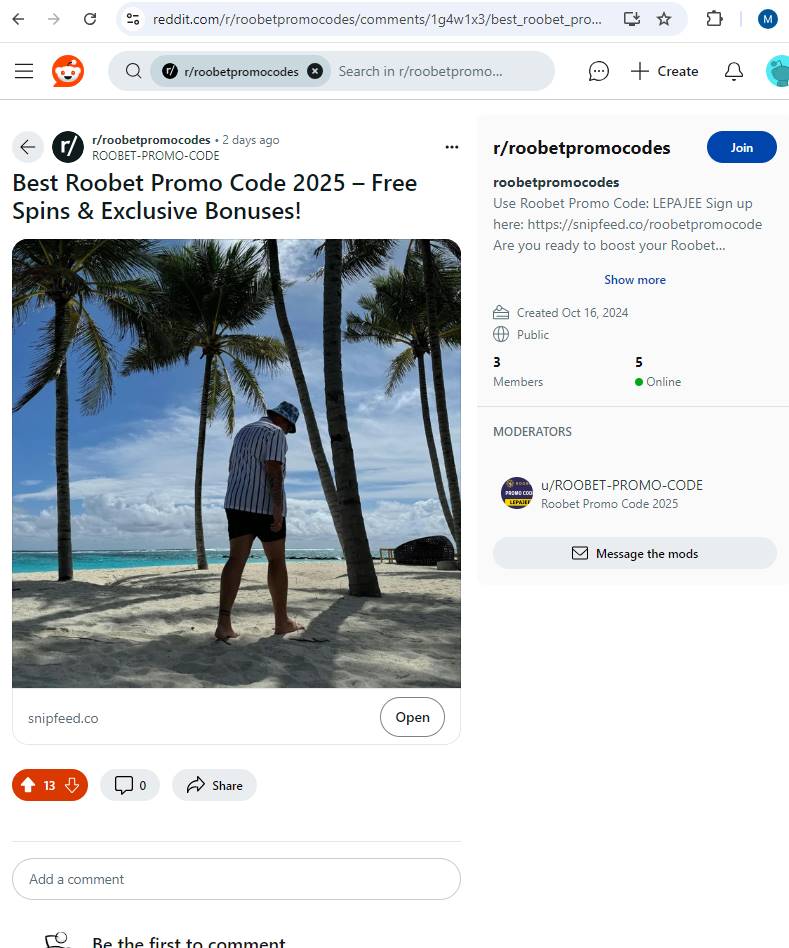 reddit.com/r/roobetpromocodes/comments/1g4w1x3/best_roobet_pro...
M
r/roobetpromocodes
Search in r/roobetpromo...
Create
r/
r/roobetpromocodes • 2 days ago
ROOBET-PROMO-CODE
Best Roobet Promo Code 2025 – Free
Spins & Exclusive Bonuses!
snipfeed.co
Open
13
0
Share
Add a comment
Be the first to comment
r/roobetpromocodes
Join
roobetpromocodes
Use Roobet Promo Code: LEPAJEE Sign up
here: https://snipfeed.co/roobetpromocode
Are you ready to boost your Roobet...
Show more
Created Oct 16, 2024
Public
3
5
Members
Online
MODERATORS
PROMO COD
LEPAJEE
u/ROOBET-PROMO-CODE
Roobet Promo Code 2025
Message the mods